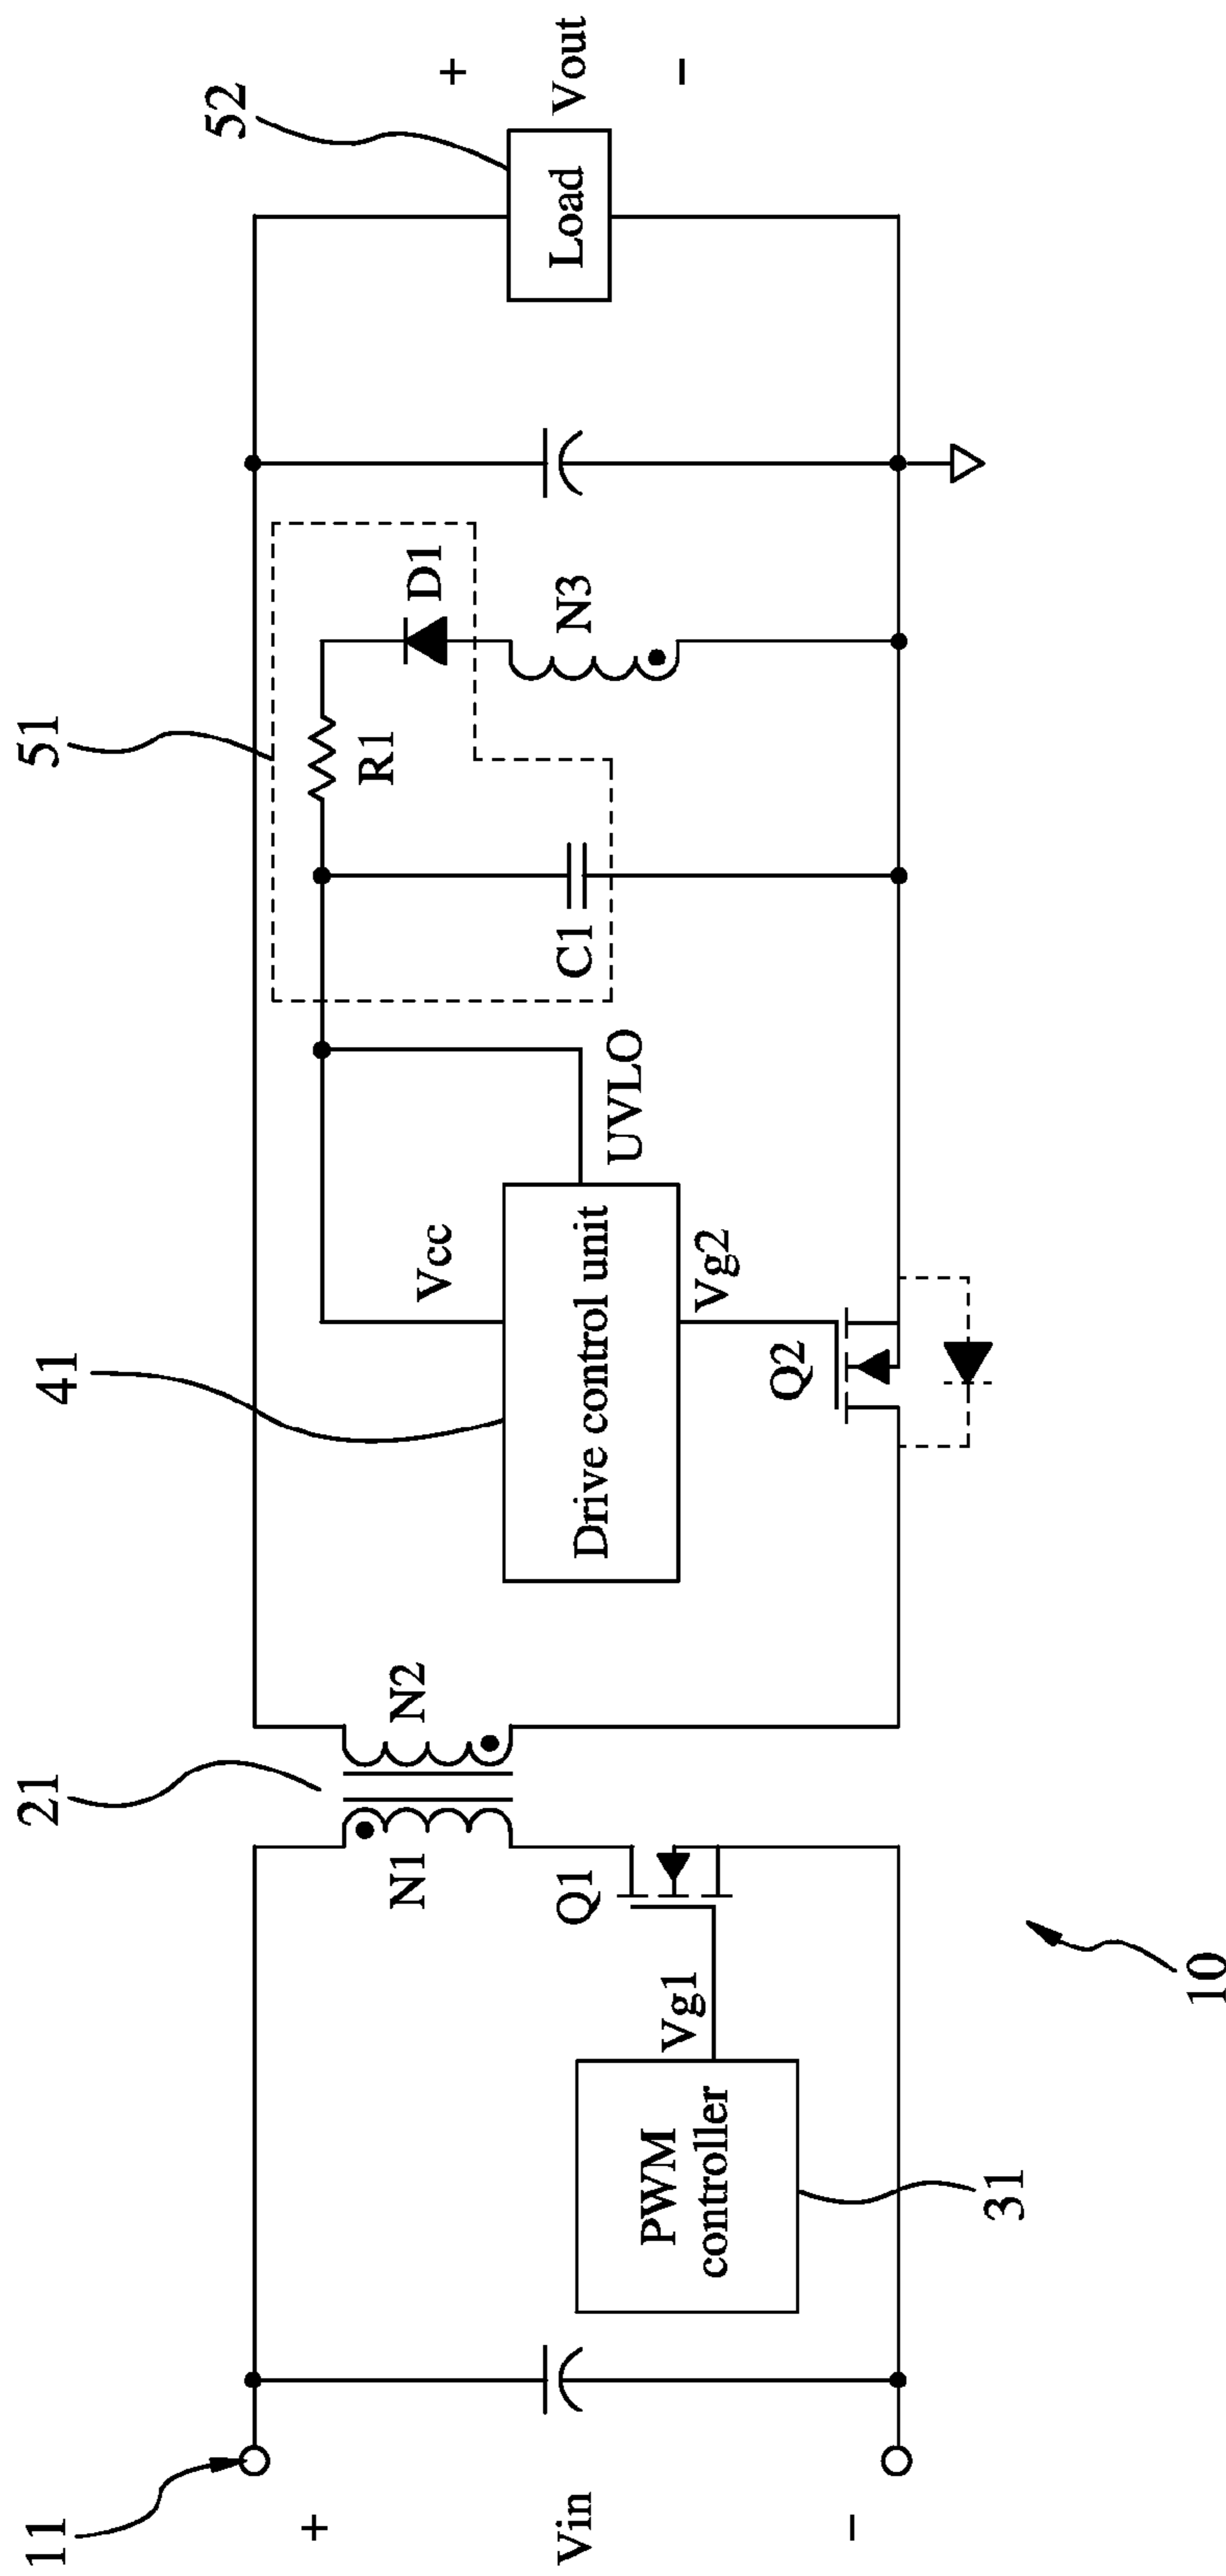 11
+
Vin
−
PWM
controller
31
Vg1
Q1
10
21
N1
N2
41
Drive control unit
Vcc
UVLO
Vg2
Q2
51
R1
D1
C1
N3
52
Load
+
Vout
−